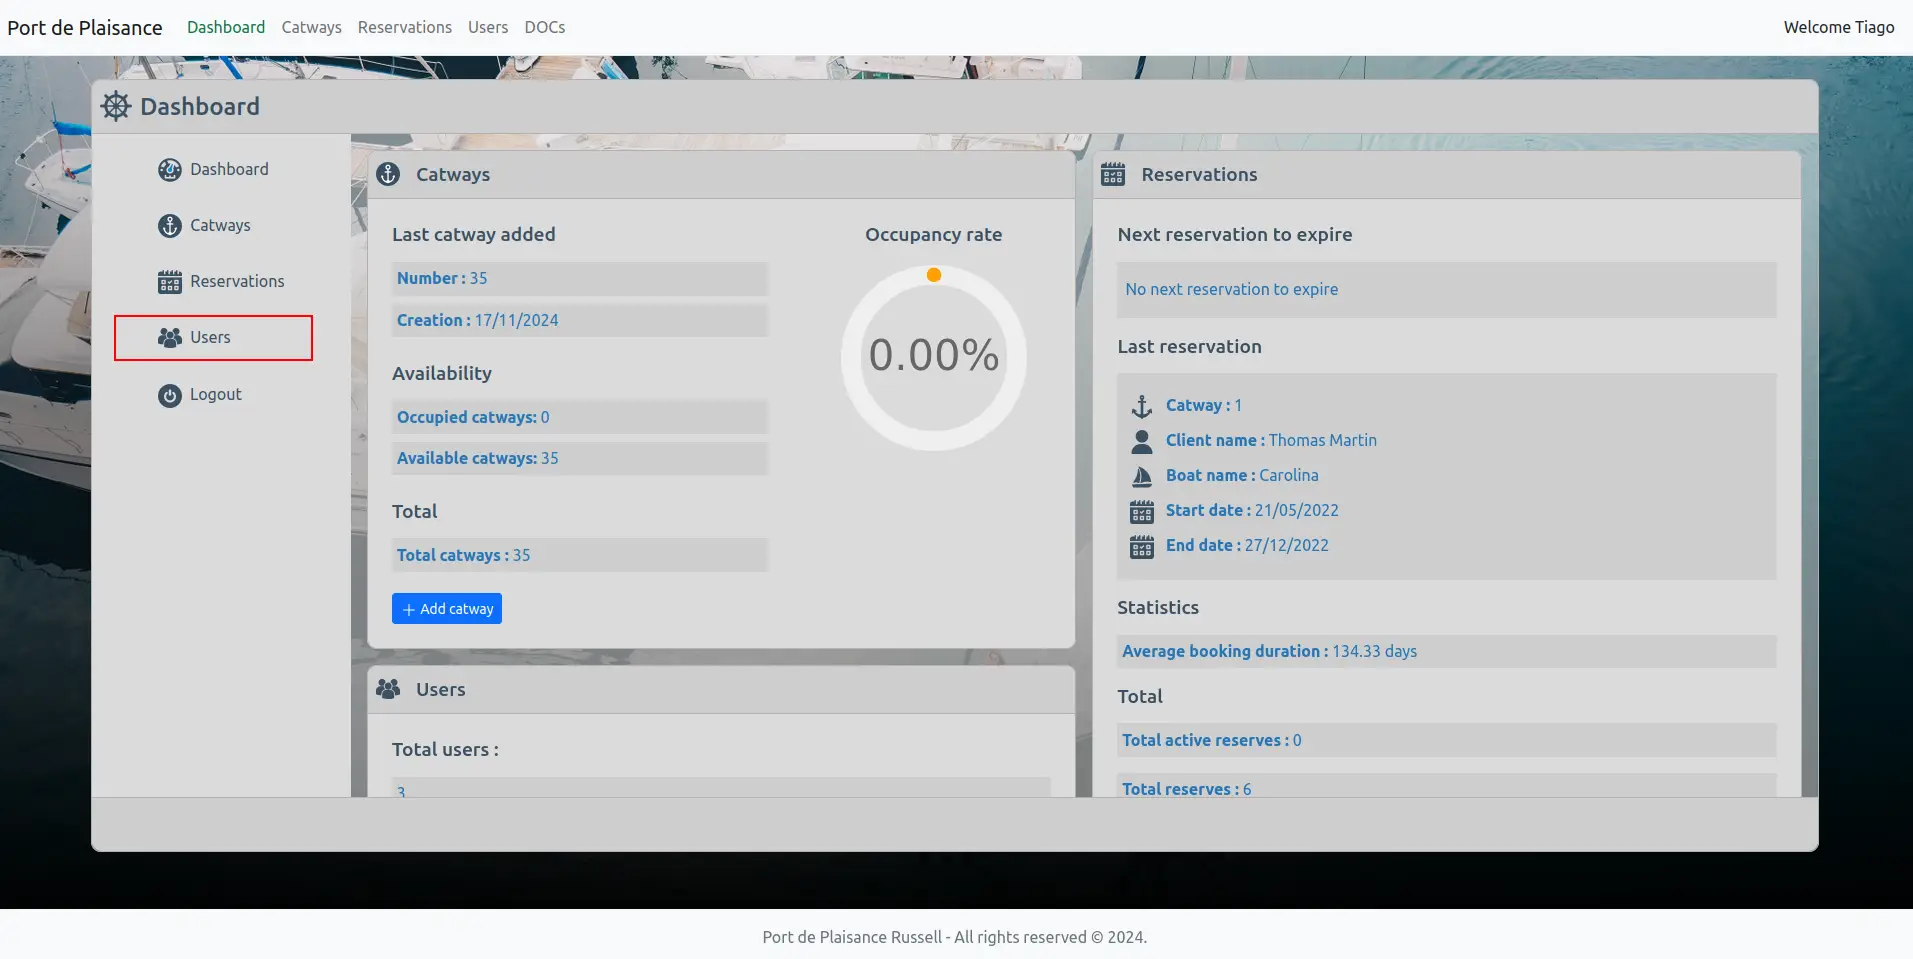 Port de Plaisance Dashboard Catways Reservations Users DOCs Welcome Tiago
Dashboard
Dashboard
Catways
Reservations
Users
Logout
Catways
Last catway added
Number : 35
Creation : 17/11/2024
Availability
Occupied catways: 0
Available catways: 35
Total
Total catways : 35
+ Add catway
Occupancy rate
0.00%
Users
Total users :
3
Reservations
Next reservation to expire
No next reservation to expire
Last reservation
Catway : 1
Client name : Thomas Martin
Boat name : Carolina
Start date : 21/05/2022
End date : 27/12/2022
Statistics
Average booking duration : 134.33 days
Total
Total active reserves : 0
Total reserves : 6
Port de Plaisance Russell - All rights reserved © 2024.